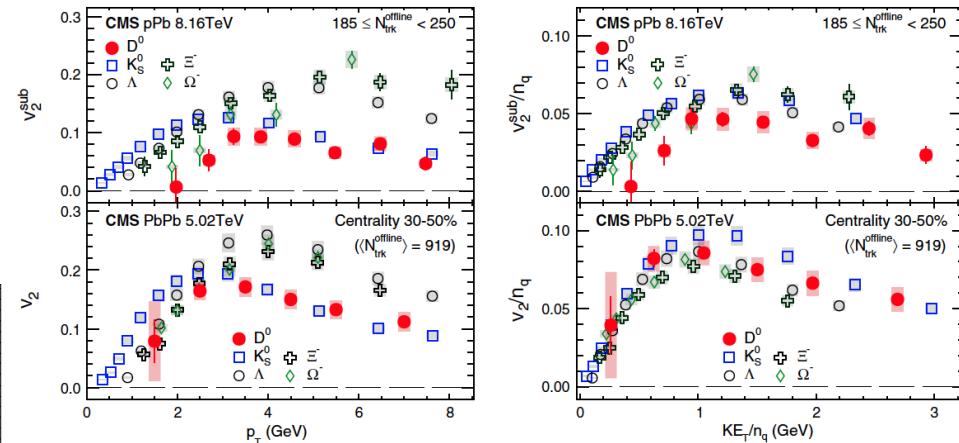 CMS pPb 8.16TeV 185 ≤ N_trk^offline < 250
D⁰
K_S⁰ Ξ⁻
Λ Ω⁻
v₂^sub
0.3
0.2
0.1
0.0
CMS PbPb 5.02TeV Centrality 30-50%
(⟨N_trk^offline⟩ = 919)
D⁰
K_S⁰ Ξ⁻
Λ Ω⁻
v₂
0.3
0.2
0.1
0.0
0 2 4 6 8
p_T (GeV)
CMS pPb 8.16TeV 185 ≤ N_trk^offline < 250
D⁰
K_S⁰ Ξ⁻
Λ Ω⁻
v₂^sub/n_q
0.10
0.05
0.00
CMS PbPb 5.02TeV Centrality 30-50%
(⟨N_trk^offline⟩ = 919)
D⁰
K_S⁰ Ξ⁻
Λ Ω⁻
v₂/n_q
0.10
0.05
0.00
0 1 2 3
KE_T/n_q (GeV)